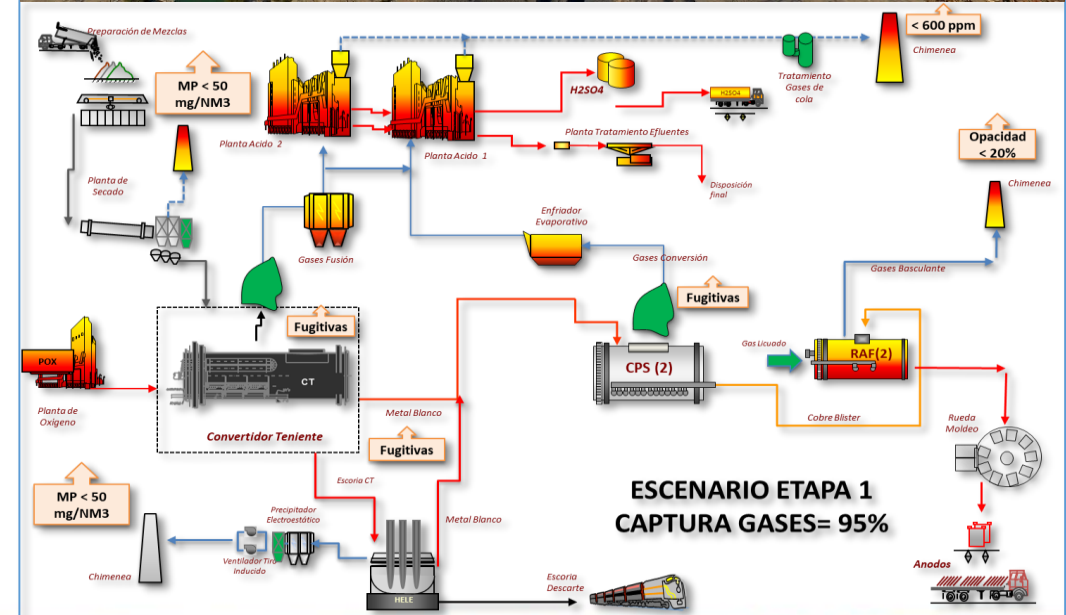 Preparación de Mezclas
< 600 ppm
Chimenea
MP < 50
mg/NM3
Tratamiento
Gases de
cola
H2SO4
H2SO4
Planta Acido 2
Planta Acido 1
Planta Tratamiento Efluentes
Opacidad
< 20%
Planta de
Secado
Disposición
final
Chimenea
Enfriador
Evaporativo
Gases Fusión
Gases Conversión
Gases Basculante
Fugitivas
Fugitivas
Gas Licuado
POX
CT
CPS (2)
RAF(2)
Planta de
Oxígeno
Metal Blanco
Cobre Blister
Rueda
Moldeo
Convertidor Teniente
Fugitivas
Escoria CT
MP < 50
mg/NM3
ESCENARIO ETAPA 1
CAPTURA GASES= 95%
Precipitador
Electroestático
Metal Blanco
Ventilador Tiro
Inducido
Chimenea
Escoria
Descarte
Anodos
HELE